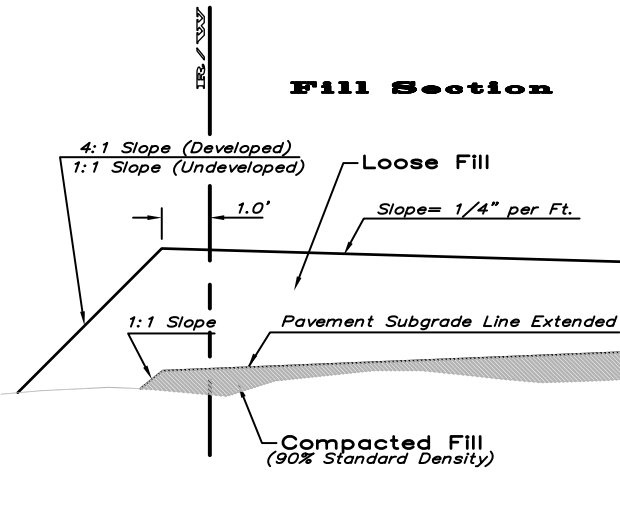 R/W
Fill Section
4:1 Slope (Developed)
1:1 Slope (Undeveloped)
Loose Fill
1.0'
Slope= 1/4" per Ft.
1:1 Slope
Pavement Subgrade Line Extended
Compacted Fill
(90% Standard Density)